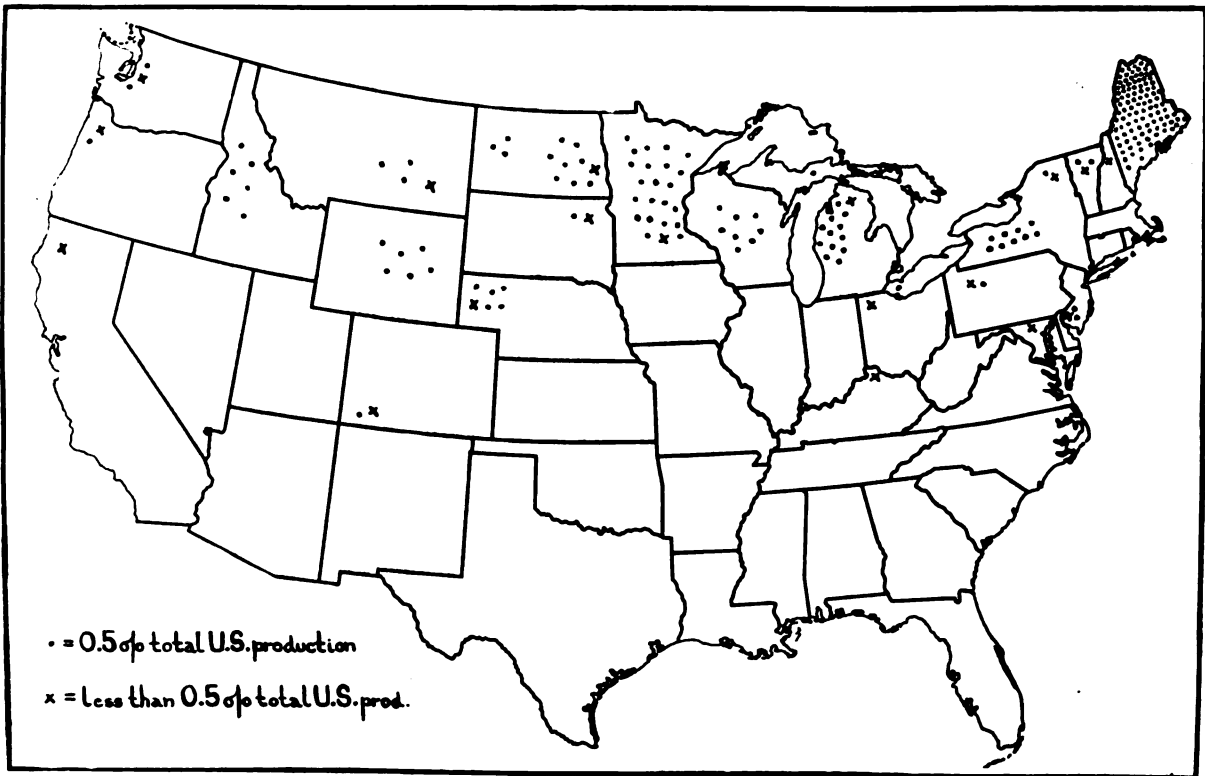 • = 0.5 o/o total U.S. production
x = less than 0.5 o/o total U.S. prod.